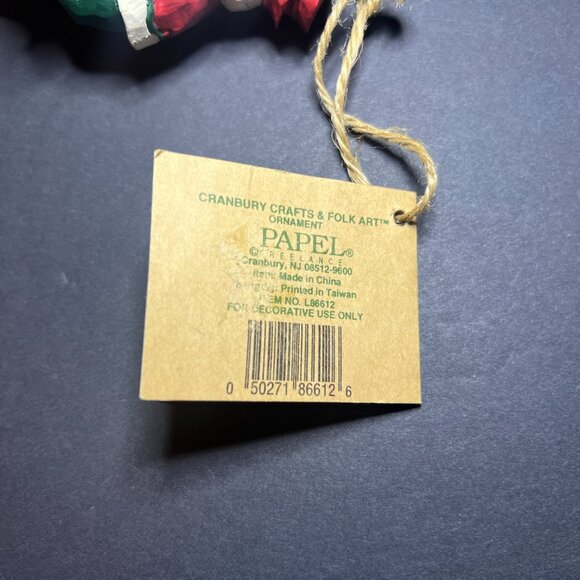 CRANBURY CRAFTS & FOLK ART™
ORNAMENT
PAPEL®
© FREELANCE
Cranbury, NJ 08512-9600
Item: Made in China
Printed in Taiwan
ITEM NO. L86612
FOR DECORATIVE USE ONLY
0 50271 86612 6